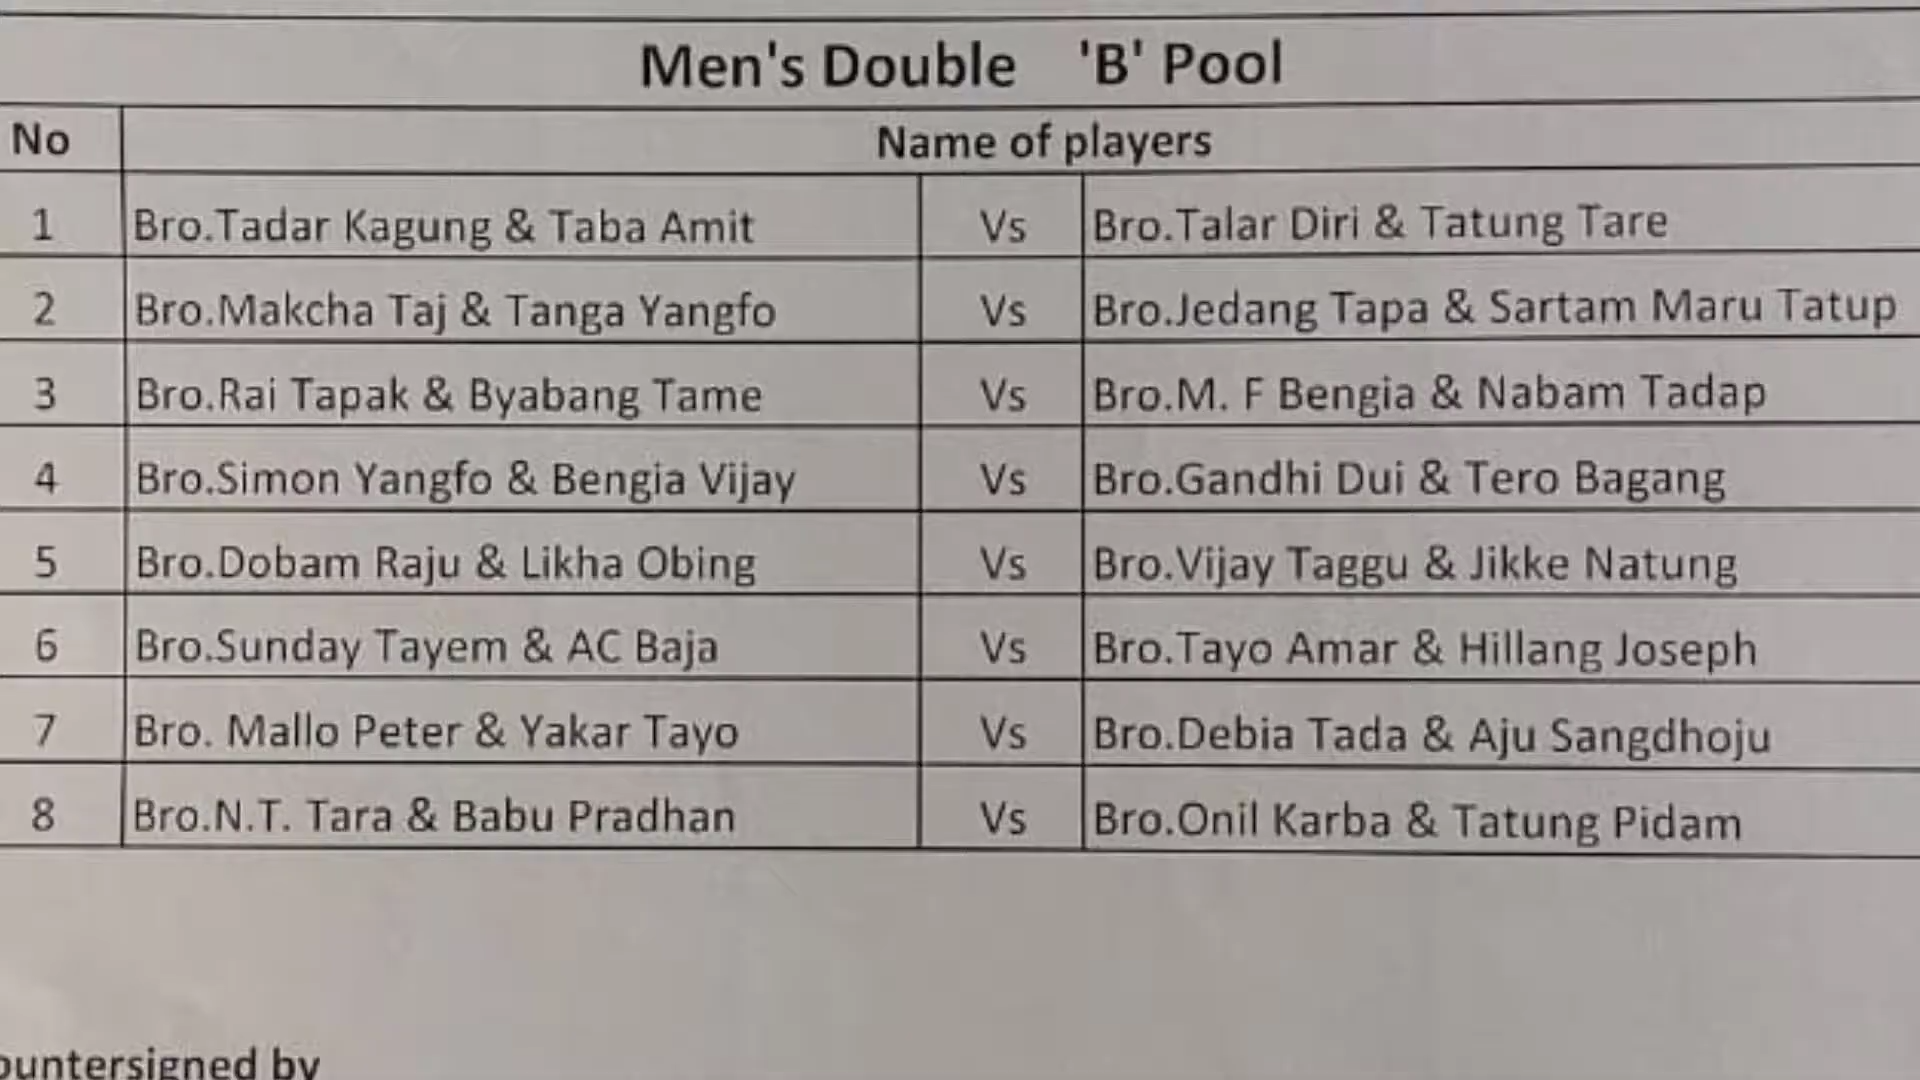 Men's Double 'B' Pool
No Name of players
1 Bro.Tadar Kagung & Taba Amit Vs Bro.Talar Diri & Tatung Tare
2 Bro.Makcha Taj & Tanga Yangfo Vs Bro.Jedang Tapa & Sartam Maru Tatup
3 Bro.Rai Tapak & Byabang Tame Vs Bro.M. F Bengia & Nabam Tadap
4 Bro.Simon Yangfo & Bengia Vijay Vs Bro.Gandhi Dui & Tero Bagang
5 Bro.Dobam Raju & Likha Obing Vs Bro.Vijay Taggu & Jikke Natung
6 Bro.Sunday Tayem & AC Baja Vs Bro.Tayo Amar & Hillang Joseph
7 Bro. Mallo Peter & Yakar Tayo Vs Bro.Debia Tada & Aju Sangdhoju
8 Bro.N.T. Tara & Babu Pradhan Vs Bro.Onil Karba & Tatung Pidam
ountersigned by